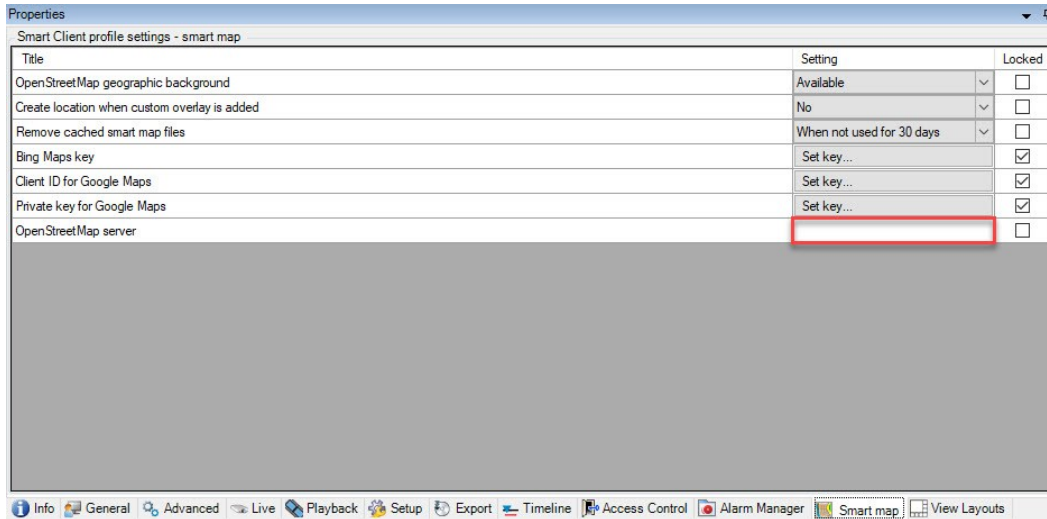 Properties
Smart Client profile settings - smart map
Title Setting Locked
OpenStreetMap geographic background Available
Create location when custom overlay is added No
Remove cached smart map files When not used for 30 days
Bing Maps key Set key...
Client ID for Google Maps Set key...
Private key for Google Maps Set key...
OpenStreetMap server
Info General Advanced Live Playback Setup Export Timeline Access Control Alarm Manager Smart map View Layouts